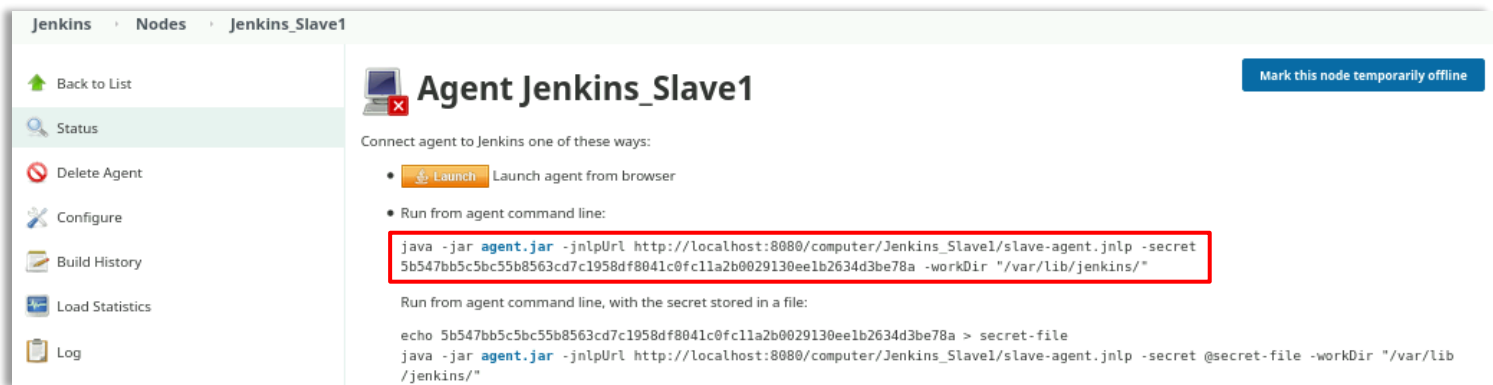 Jenkins Nodes Jenkins_Slave1
Back to List
Status
Delete Agent
Configure
Build History
Load Statistics
Log
Agent Jenkins_Slave1
Mark this node temporarily offline
Connect agent to Jenkins one of these ways:
Launch Launch agent from browser
Run from agent command line:
java -jar agent.jar -jnlpUrl http://localhost:8080/computer/Jenkins_Slave1/slave-agent.jnlp -secret
5b547bb5c5bc55b8563cd7c1958df8041c0fc11a2b0029130ee1b2634d3be78a -workDir "/var/lib/jenkins/"
Run from agent command line, with the secret stored in a file:
echo 5b547bb5c5bc55b8563cd7c1958df8041c0fc11a2b0029130ee1b2634d3be78a > secret-file
java -jar agent.jar -jnlpUrl http://localhost:8080/computer/Jenkins_Slave1/slave-agent.jnlp -secret @secret-file -workDir "/var/lib
/jenkins/"